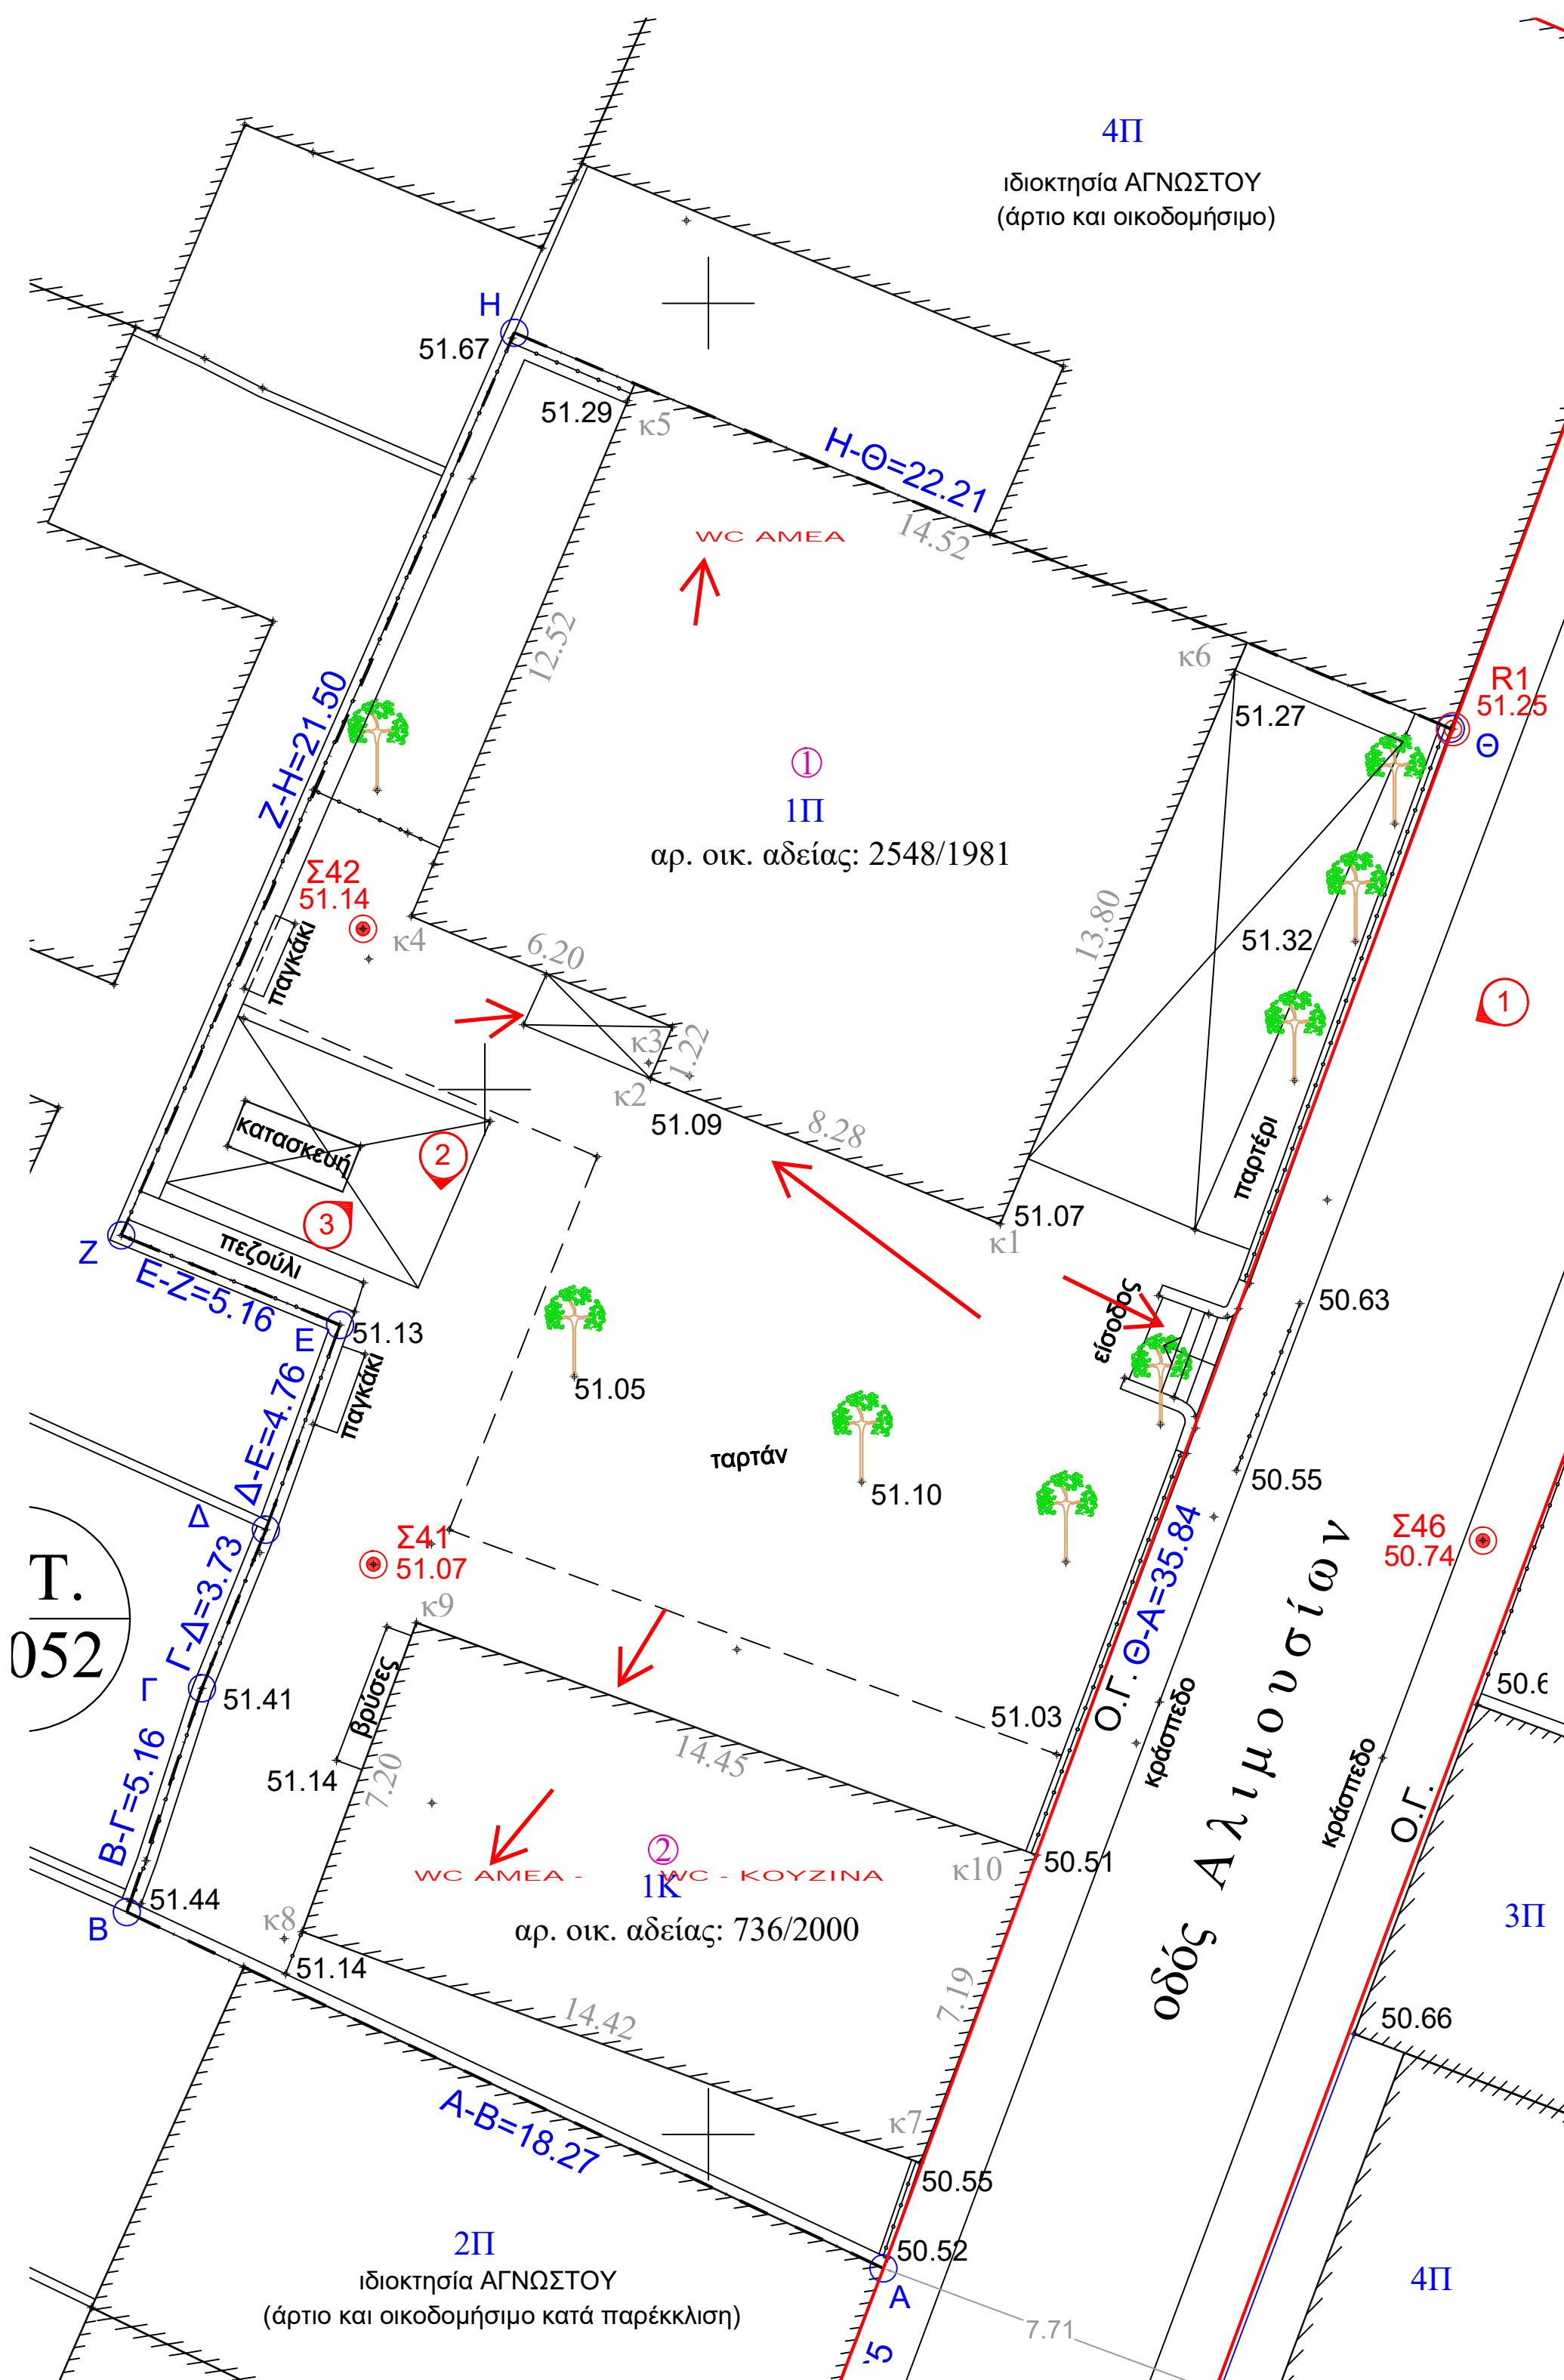 4Π
ιδιοκτησία ΑΓΝΩΣΤΟΥ
(άρτιο και οικοδομήσιμο)
Η
51.67
51.29
κ5
Η-Θ=22.21
14.52
WC AMEA
12.52
κ6
R1
51.25
51.27
Θ
Ζ-Η=21.50
1
1Π
αρ. οικ. αδείας: 2548/1981
Σ42
51.14
κ4
παγκάκι
6.20
13.80
51.32
1
κ3
1.22
κ2
51.09
8.28
κατασκευή
2
παρτέρι
3
51.07
κ1
Ζ
πεζούλι
Ε-Ζ=5.16
Ε
51.13
είσοδος
50.63
παγκάκι
Δ-Ε=4.76
51.05
ταρτάν
51.10
50.55
Δ
Σ41
51.07
Σ46
50.74
Τ.
052
Γ-Δ=3.73
κ9
Θ-Α=35.84
οδός Αλιμουσίων
Γ
51.41
βρύσες
51.03
Ο.Γ.
κράσπεδο
50.6
14.45
Β-Γ=5.16
51.14
7.20
κράσπεδο
Ο.Γ.
2
WC AMEA - WC - ΚΟΥΖΙΝΑ
1Κ
κ10
50.51
αρ. οικ. αδείας: 736/2000
51.44
Β
κ8
51.14
3Π
7.19
14.42
50.66
Α-Β=18.27
κ7
50.55
50.52
2Π
ιδιοκτησία ΑΓΝΩΣΤΟΥ
(άρτιο και οικοδομήσιμο κατά παρέκκλιση)
Α
7.71
4Π
5